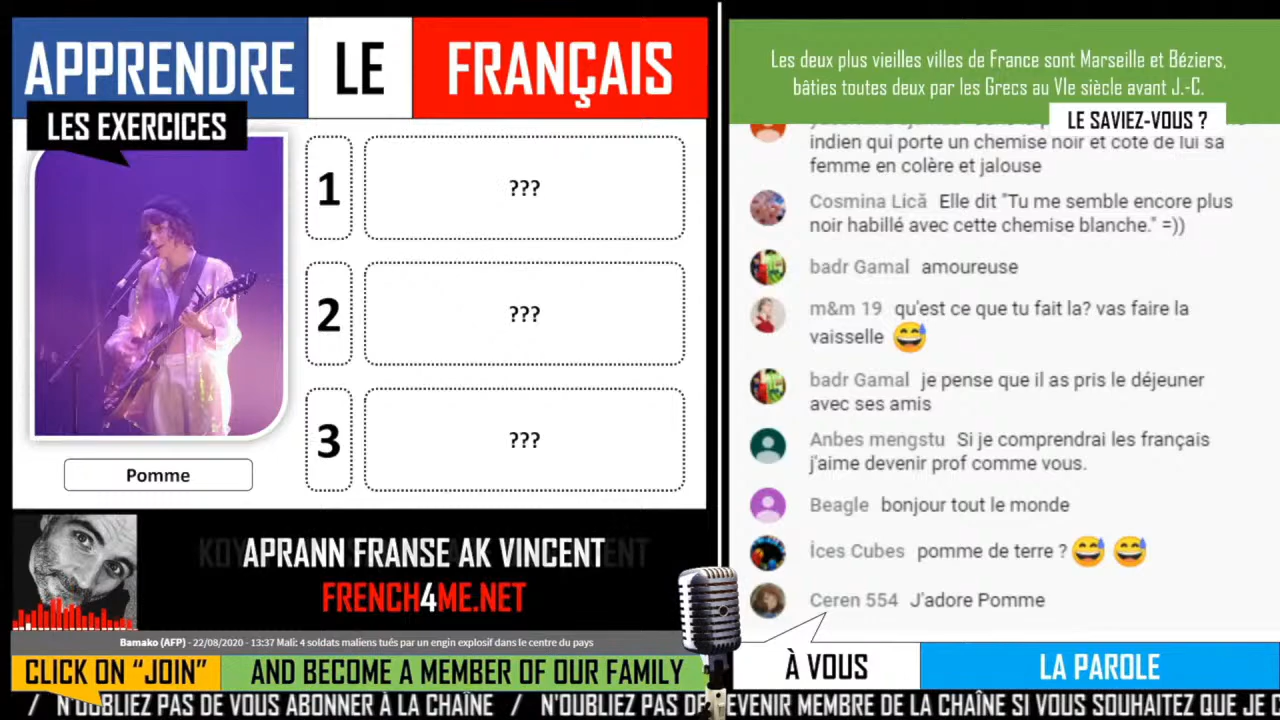 APPRENDRE LE FRANÇAIS
LES EXERCICES
1
???
2
???
3
???
Pomme
APRANN FRANSE AK VINCENT
FRENCH4ME.NET
Bamako (AFP) - 22/08/2020 - 13:37 Mali: 4 soldats maliens tués par un engin explosif dans le centre du pays
CLICK ON “JOIN” AND BECOME A MEMBER OF OUR FAMILY
/ N'OUBLIEZ PAS DE VOUS ABONNER À LA CHAÎNE / N'OUBLIEZ PAS DE DEVENIR MEMBRE DE LA CHAÎNE SI VOUS SOUHAITEZ QUE JE
Les deux plus vieilles villes de France sont Marseille et Béziers,
bâties toutes deux par les Grecs au VIe siècle avant J.-C.
LE SAVIEZ-VOUS ?
indien qui porte un chemise noir et coté de lui sa
femme en colère et jalouse
Cosmina Lică Elle dit "Tu me semble encore plus
noir habillé avec cette chemise blanche." =))
badr Gamal amoureuse
m&m 19 qu'est ce que tu fait la? vas faire la
vaisselle 😅
badr Gamal je pense que il as pris le déjeuner
avec ses amis
Anbes mengstu Si je comprendrai les français
j'aime devenir prof comme vous.
Beagle bonjour tout le monde
İces Cubes pomme de terre ? 😅 😅
Ceren 554 J'adore Pomme
À VOUS LA PAROLE